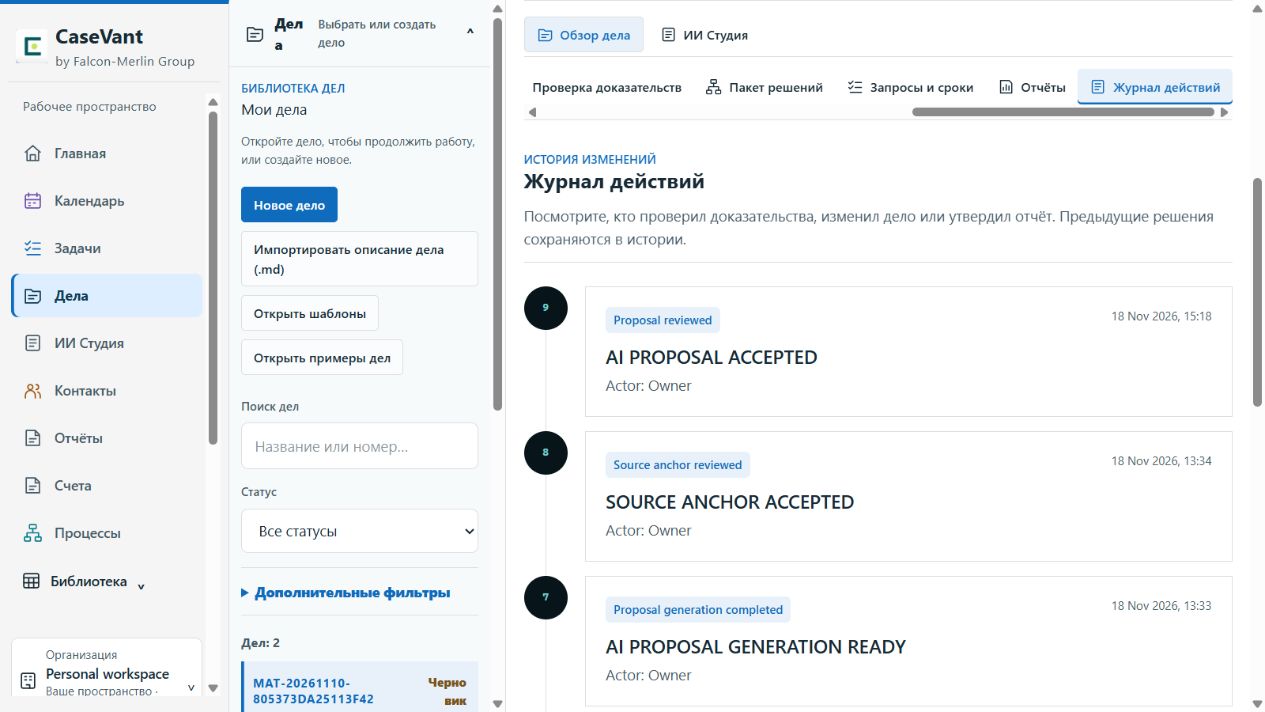 CaseVant
by Falcon-Merlin Group
Рабочее пространство
Главная
Календарь
Задачи
Дела
ИИ Студия
Контакты
Отчёты
Счета
Процессы
Библиотека
Организация
Personal workspace
Ваше пространство ·
Дел
а
Выбрать или создать
дело
БИБЛИОТЕКА ДЕЛ
Мои дела
Откройте дело, чтобы продолжить работу,
или создайте новое.
Новое дело
Импортировать описание дела
(.md)
Открыть шаблоны
Открыть примеры дел
Поиск дел
Название или номер...
Статус
Все статусы
Дополнительные фильтры
Дел: 2
MAT-20261110-
805373DA25113F42
Черно
вик
Обзор дела
ИИ Студия
Проверка доказательств
Пакет решений
Запросы и сроки
Отчёты
Журнал действий
ИСТОРИЯ ИЗМЕНЕНИЙ
Журнал действий
Посмотрите, кто проверил доказательства, изменил дело или утвердил отчёт. Предыдущие решения
сохраняются в истории.
9
Proposal reviewed
18 Nov 2026, 15:18
AI PROPOSAL ACCEPTED
Actor: Owner
8
Source anchor reviewed
18 Nov 2026, 13:34
SOURCE ANCHOR ACCEPTED
Actor: Owner
7
Proposal generation completed
18 Nov 2026, 13:33
AI PROPOSAL GENERATION READY
Actor: Owner